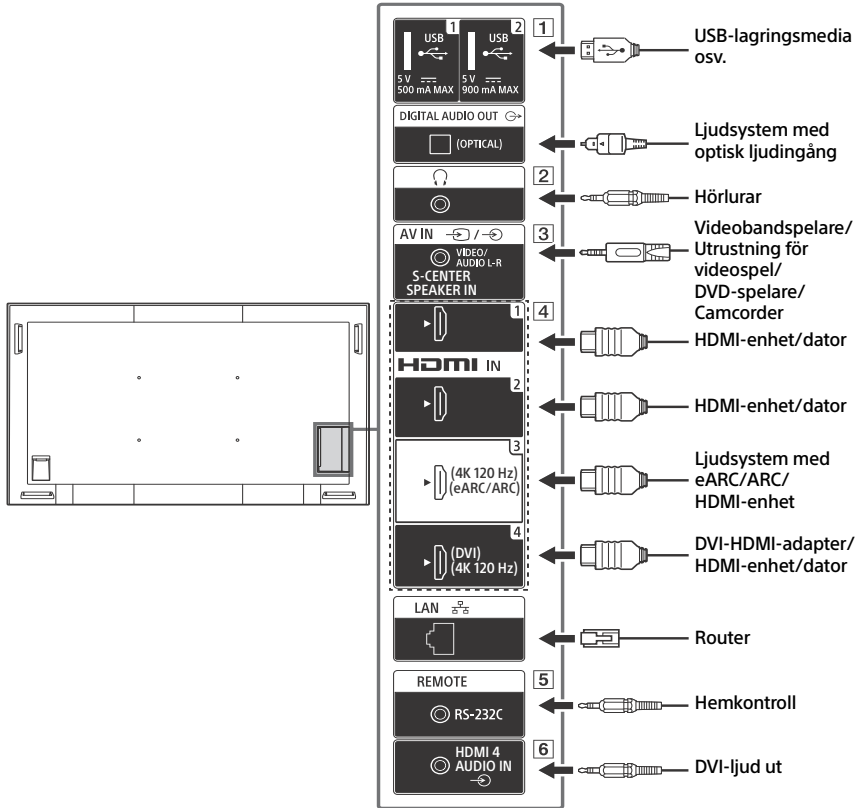 1
USB
5 V
500 mA MAX
2
USB
5 V
900 mA MAX
1
USB-lagringsmedia
osv.
DIGITAL AUDIO OUT
(OPTICAL)
Ljudsystem med
optisk ljudingång
2
Hörlurar
AV IN /
3
VIDEO/
AUDIO L-R
S-CENTER
SPEAKER IN
Videobandspelare/
Utrustning för
videospel/
DVD-spelare/
Camcorder
1
4
HDMI-enhet/dator
HDMI IN
2
HDMI-enhet/dator
3
(4K 120 Hz)
(eARC/ARC)
Ljudsystem med
eARC/ARC/
HDMI-enhet
4
(DVI)
(4K 120 Hz)
DVI-HDMI-adapter/
HDMI-enhet/dator
LAN
Router
REMOTE
5
RS-232C
Hemkontroll
6
HDMI 4
AUDIO IN
DVI-ljud ut